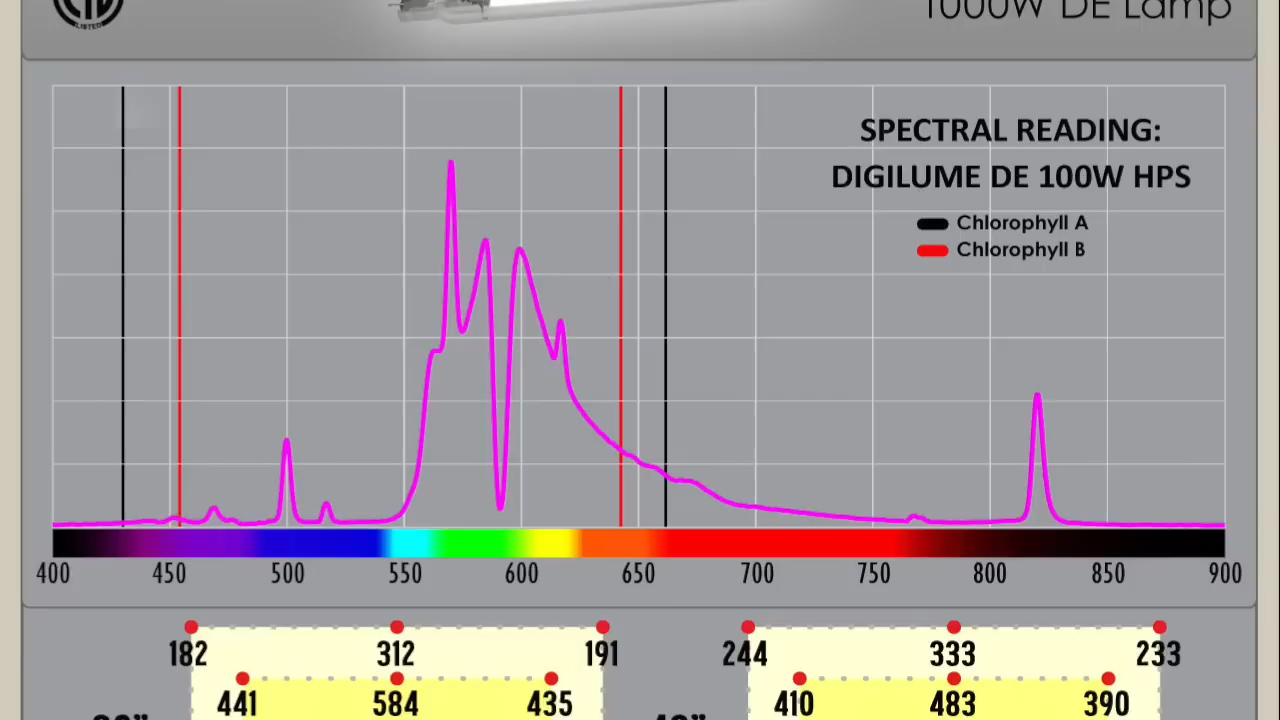 LISTED
1000W DE Lamp
SPECTRAL READING:
DIGILUME DE 100W HPS
Chlorophyll A
Chlorophyll B
400 450 500 550 600 650 700 750 800 850 900
182 312 191 244 333 233
441 584 435 410 483 390